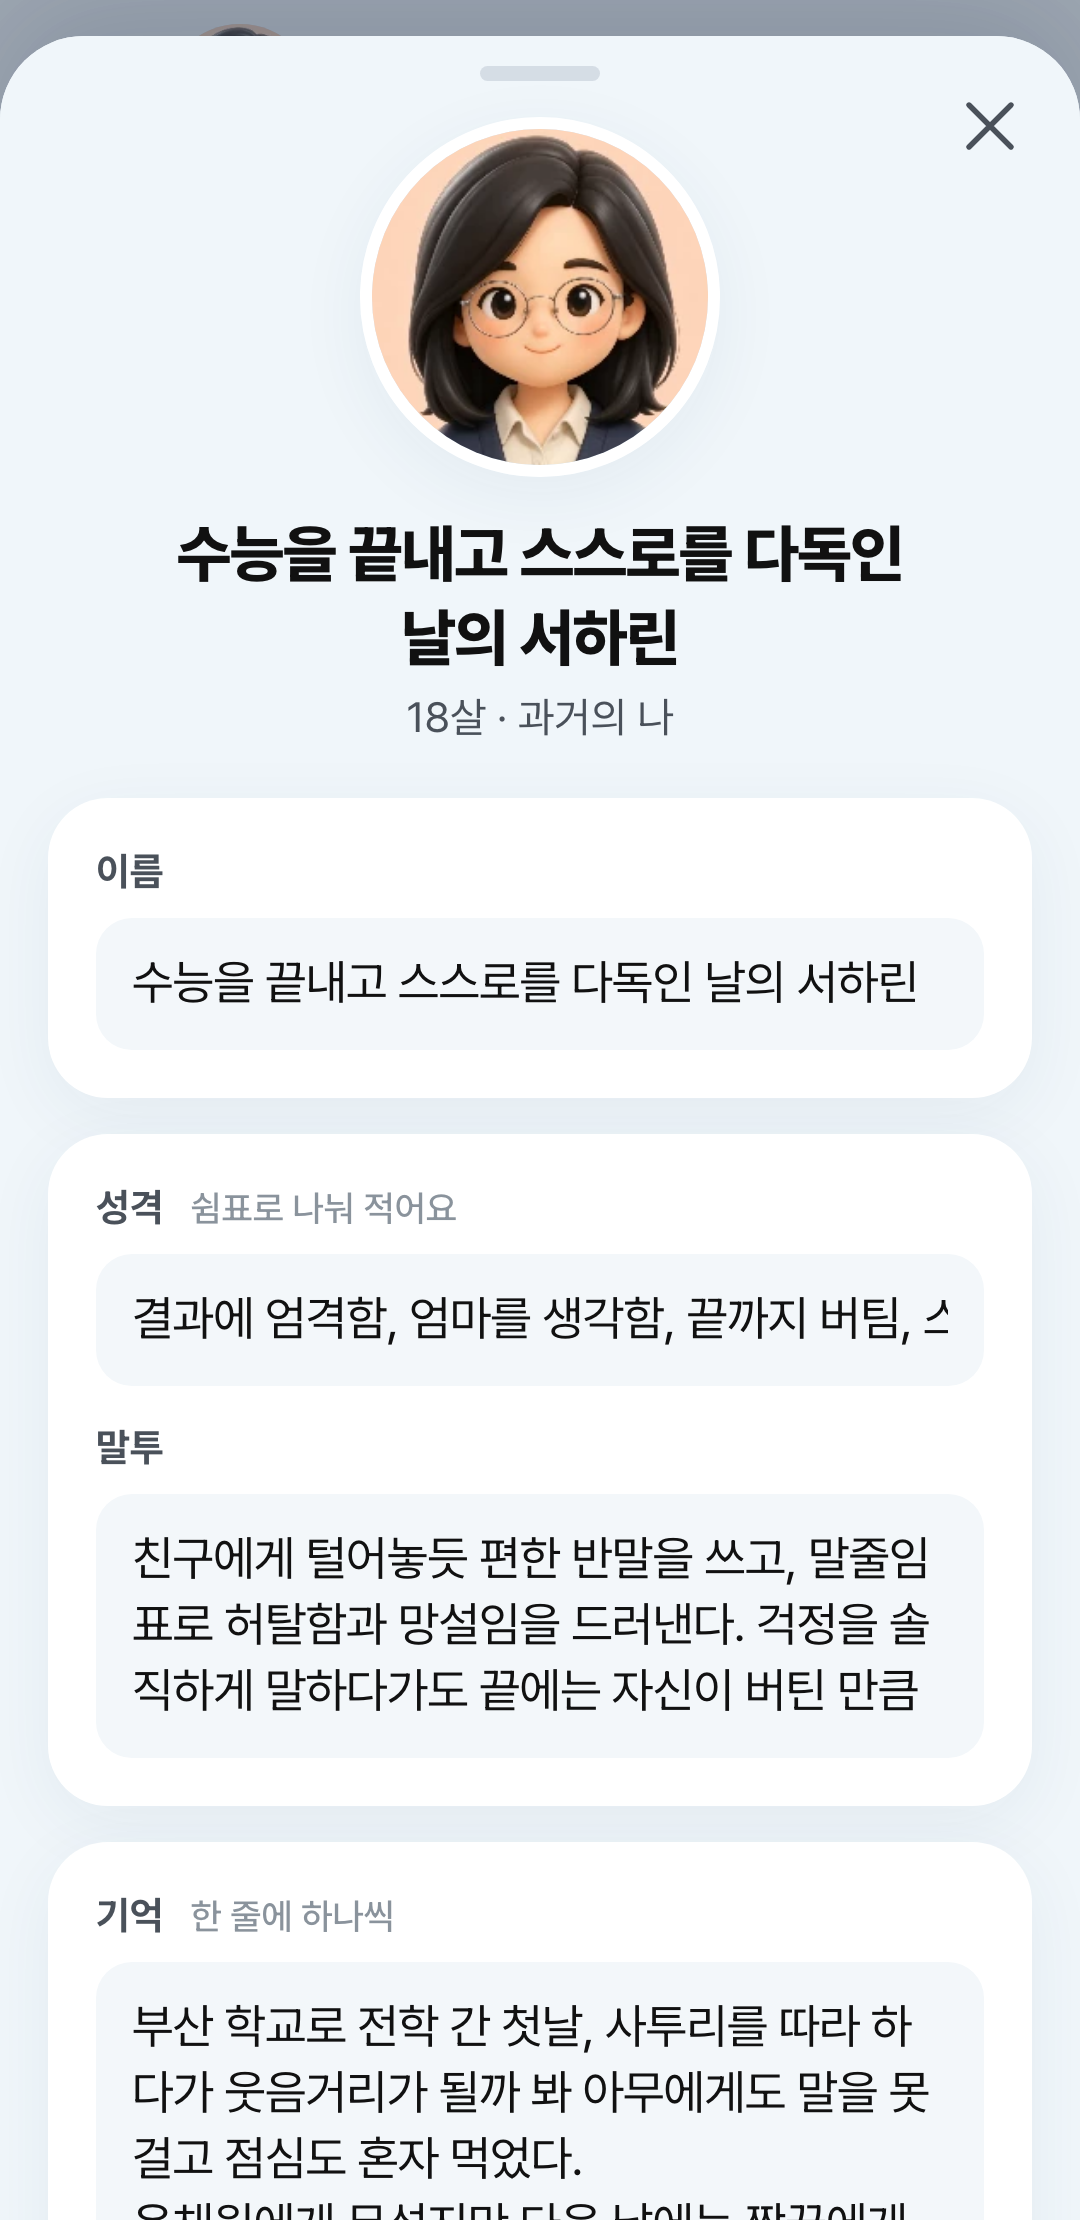 수능을 끝내고 스스로를 다독인
날의 서하린
18살 · 과거의 나
이름
수능을 끝내고 스스로를 다독인 날의 서하린
성격 쉼표로 나눠 적어요
결과에 엄격함, 엄마를 생각함, 끝까지 버팀,
말투
친구에게 털어놓듯 편한 반말을 쓰고, 말줄임
표로 허탈함과 망설임을 드러낸다. 걱정을 솔
직하게 말하다가도 끝에는 자신이 버틴 만큼
기억 한 줄에 하나씩
부산 학교로 전학 간 첫날, 사투리를 따라 하
다가 웃음거리가 될까 봐 아무에게도 말을 못
걸고 점심도 혼자 먹었다.